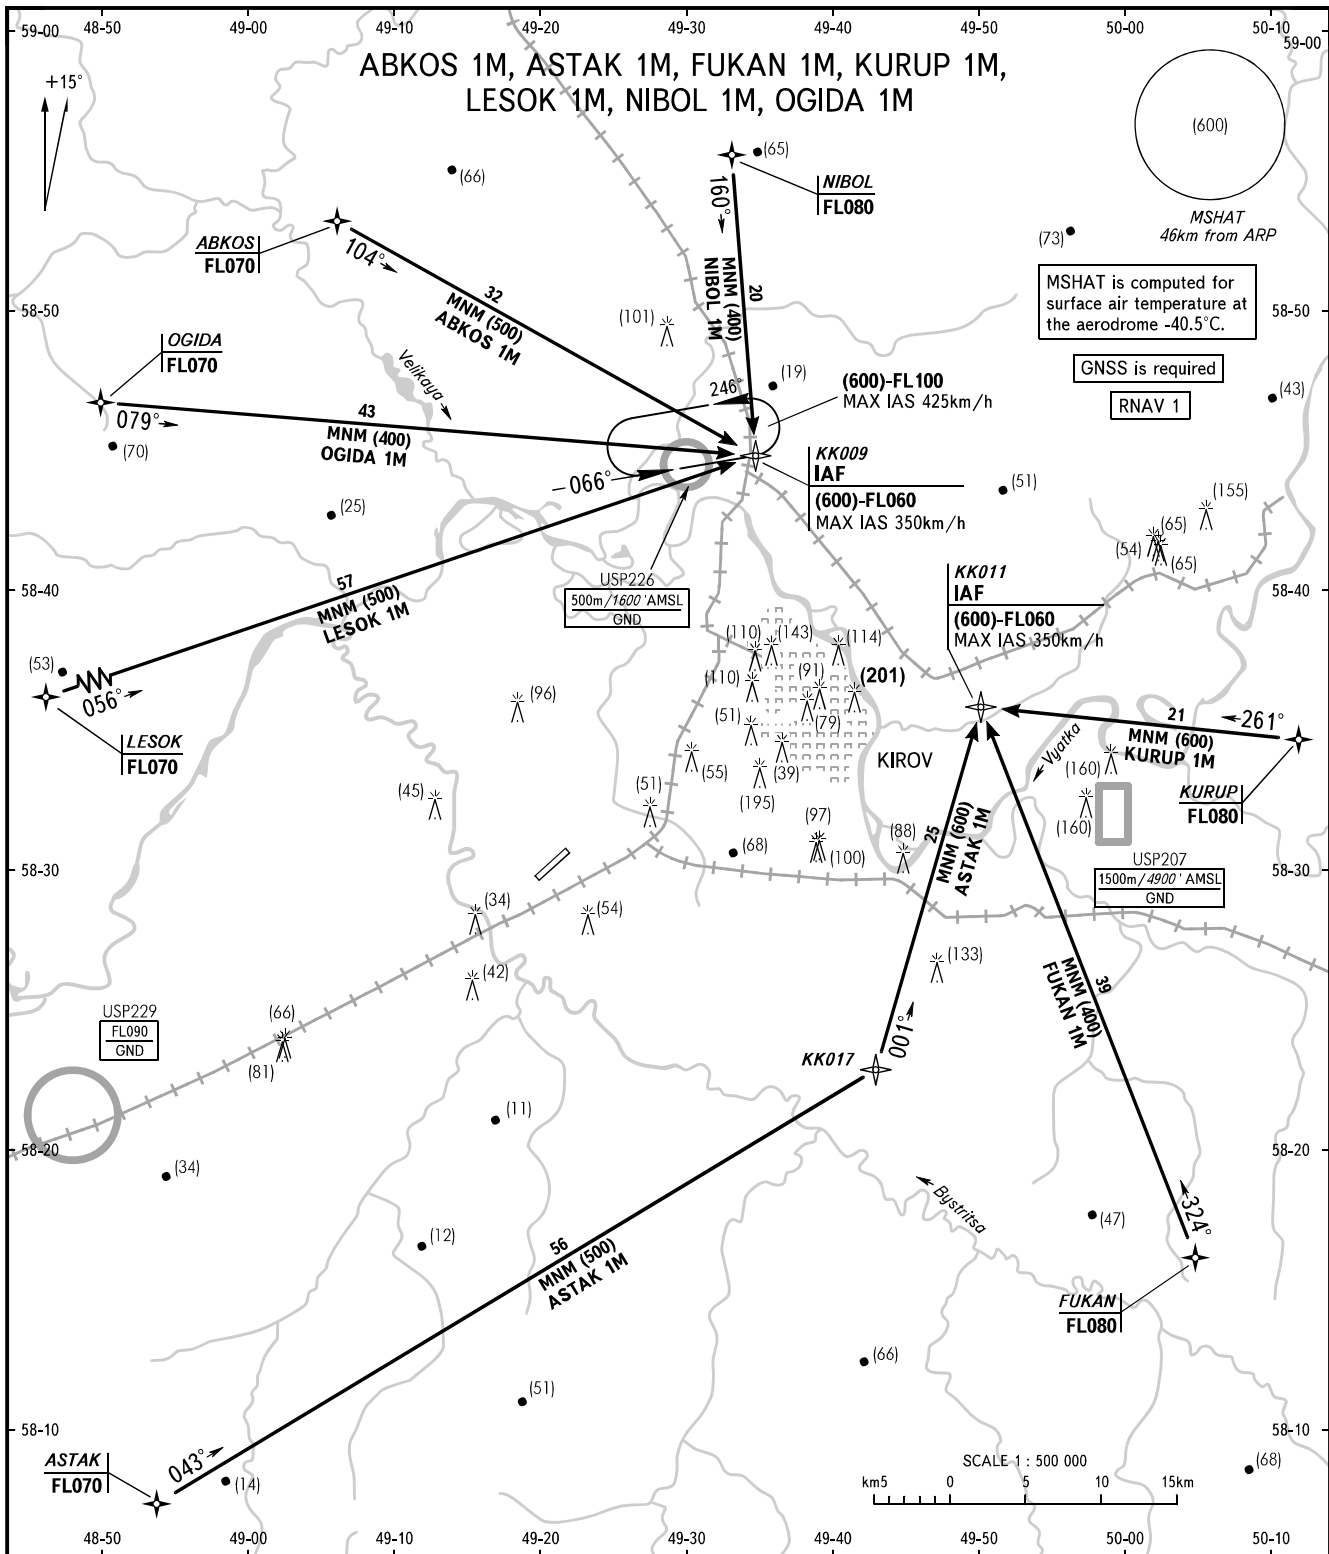 48-50 49-00 49-10 49-20 49-30 49-40 49-50 50-00 50-10
59-00
59-00
+15°
ABKOS 1M, ASTAK 1M, FUKAN 1M, KURUP 1M,
LESOK 1M, NIBOL 1M, OGIDA 1M
(600)
MSHAT
46km from ARP
MSHAT is computed for
surface air temperature at
the aerodrome -40.5°C.
GNSS is required
RNAV 1
(66)
(65)
(73)
NIBOL
FL080
160°
20
MNM (400)
NIBOL 1M
ABKOS
FL070
104°
32
MNM (500)
ABKOS 1M
58-50
58-50
(101)
OGIDA
FL070
079°
43
MNM (400)
OGIDA 1M
Velikaya
(19)
246°
(600)-FL100
MAX IAS 425km/h
(43)
(70)
066°
KK009
IAF
(600)-FL060
MAX IAS 350km/h
(51)
(25)
(155)
(65)
(54)
(65)
USP226
500m/1600'AMSL
GND
58-40
58-40
57
MNM (500)
LESOK 1M
KK011
IAF
(600)-FL060
MAX IAS 350km/h
(53)
056°
LESOK
FL070
(110)
(143)
(114)
(110)
(91)
(201)
(96)
(51)
(79)
(55)
(39)
(195)
KIROV
Vyatka
21
261°
MNM (600)
KURUP 1M
(160)
(160)
KURUP
FL080
(45)
(51)
(97)
(100)
(68)
(88)
25
MNM (600)
ASTAK 1M
USP207
1500m/4900'AMSL
GND
58-30
58-30
(34)
(54)
(42)
(133)
39
MNM (400)
FUKAN 1M
USP229
FL090
GND
(66)
(81)
001°
KK017
(11)
58-20
58-20
(34)
Bystritsa
324°
(47)
(12)
56
MNM (500)
ASTAK 1M
FUKAN
FL080
(66)
(51)
58-10
58-10
ASTAK
FL070
043°
(14)
(68)
SCALE 1 : 500 000
km5 0 5 10 15km
48-50 49-00 49-10 49-20 49-30 49-40 49-50 50-00 50-10